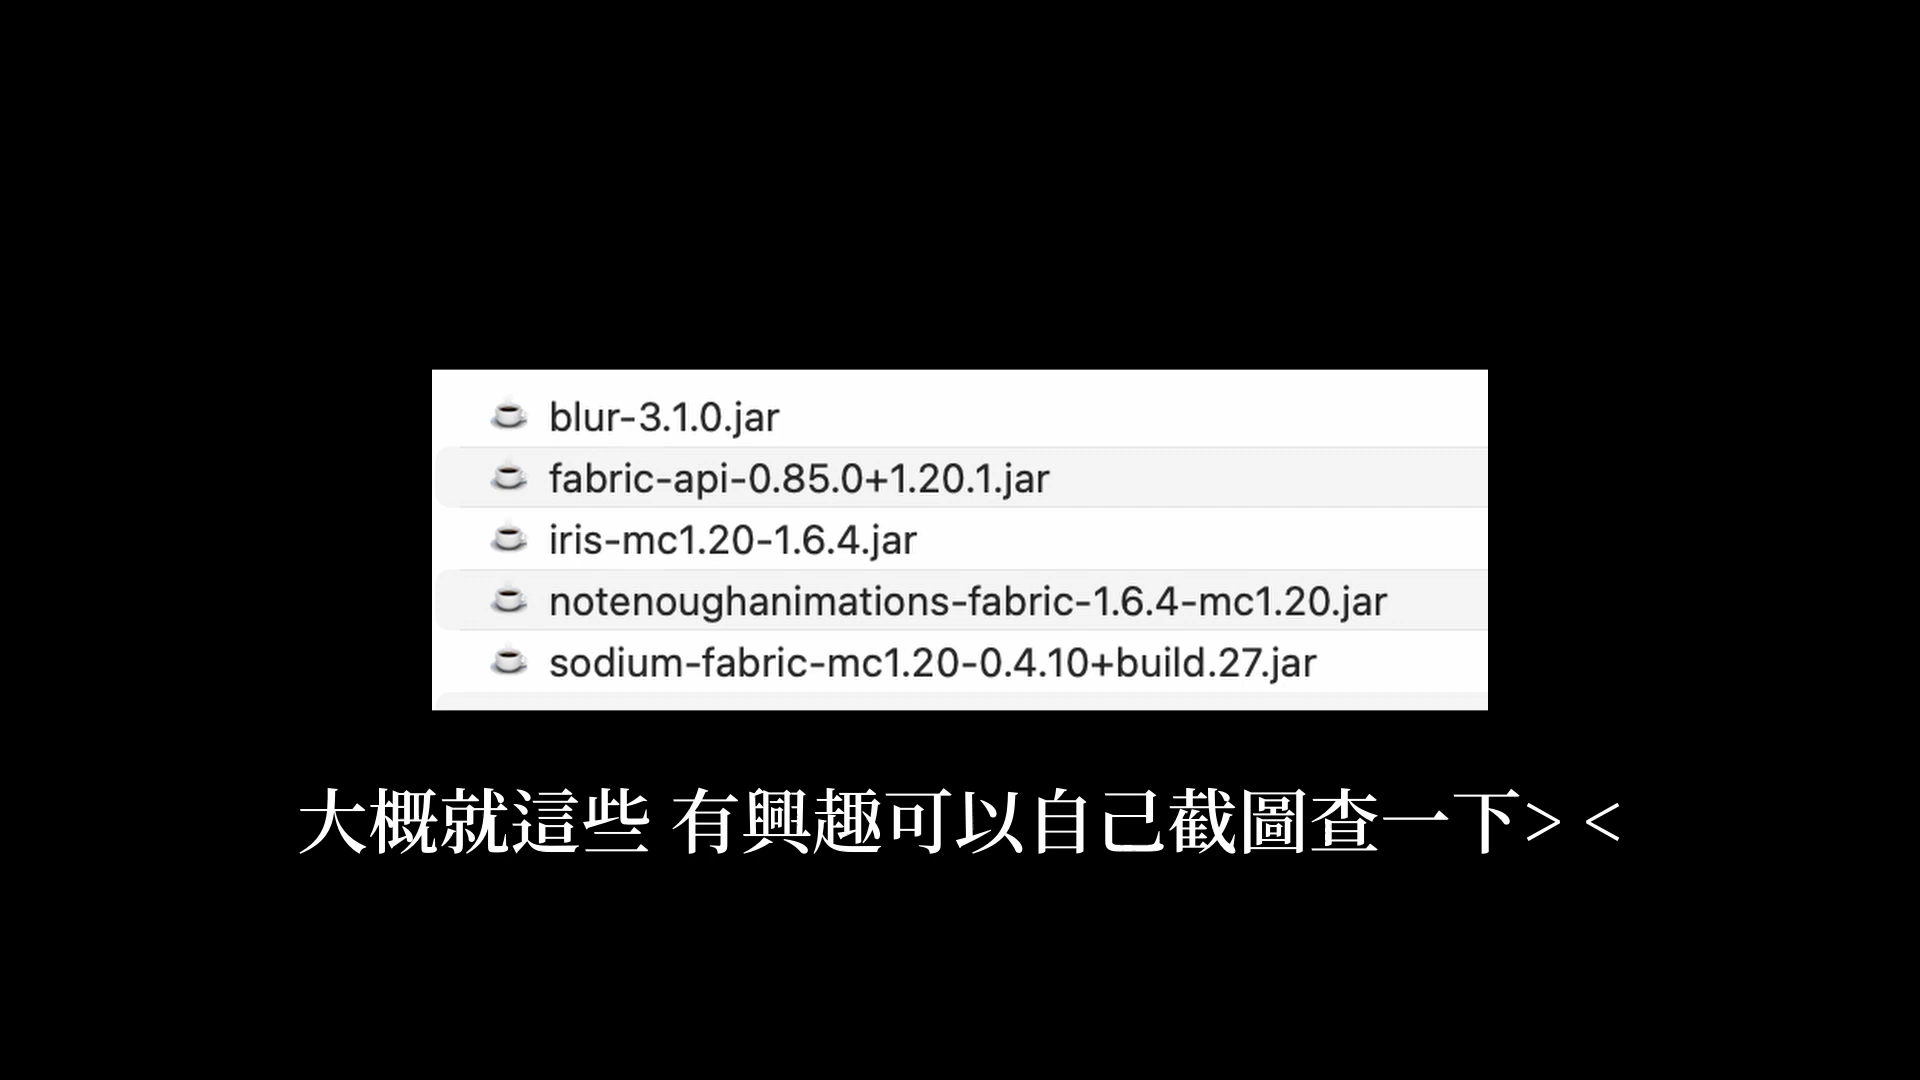 blur-3.1.0.jar
fabric-api-0.85.0+1.20.1.jar
iris-mc1.20-1.6.4.jar
notenoughanimations-fabric-1.6.4-mc1.20.jar
sodium-fabric-mc1.20-0.4.10+build.27.jar
大概就這些 有興趣可以自己截圖查一下> <